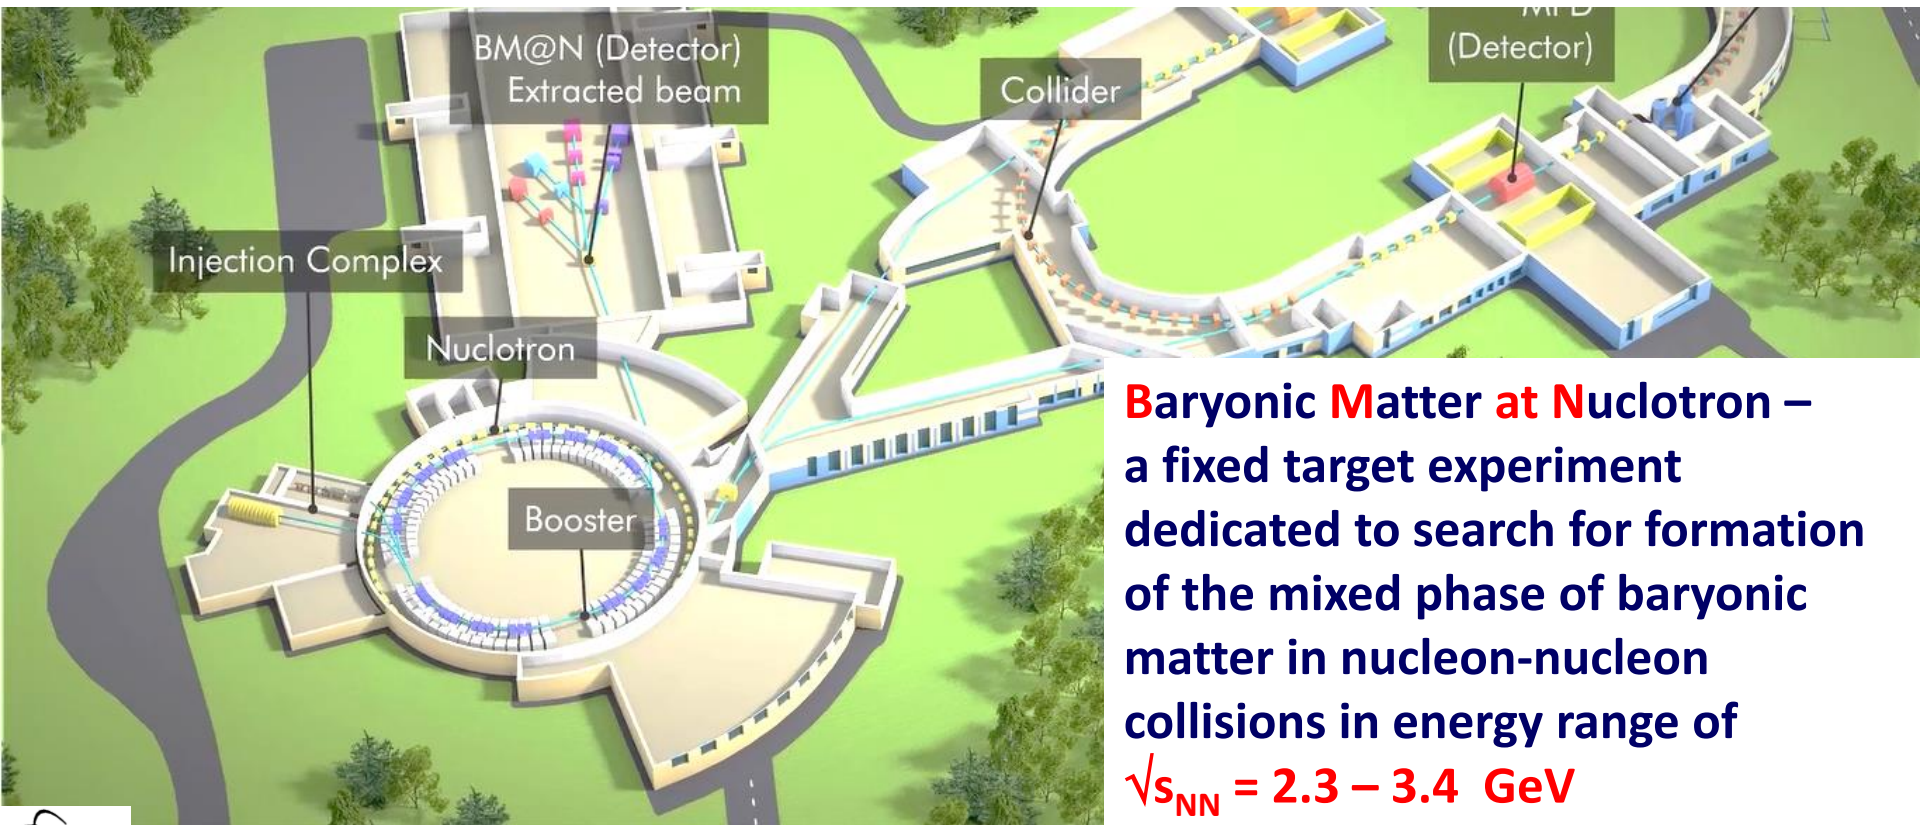 BM@N (Detector)
Extracted beam
(Detector)
Collider
Injection Complex
Nuclotron
Booster
Baryonic Matter at Nuclotron –
a fixed target experiment
dedicated to search for formation
of the mixed phase of baryonic
matter in nucleon-nucleon
collisions in energy range of
√sNN = 2.3 – 3.4 GeV